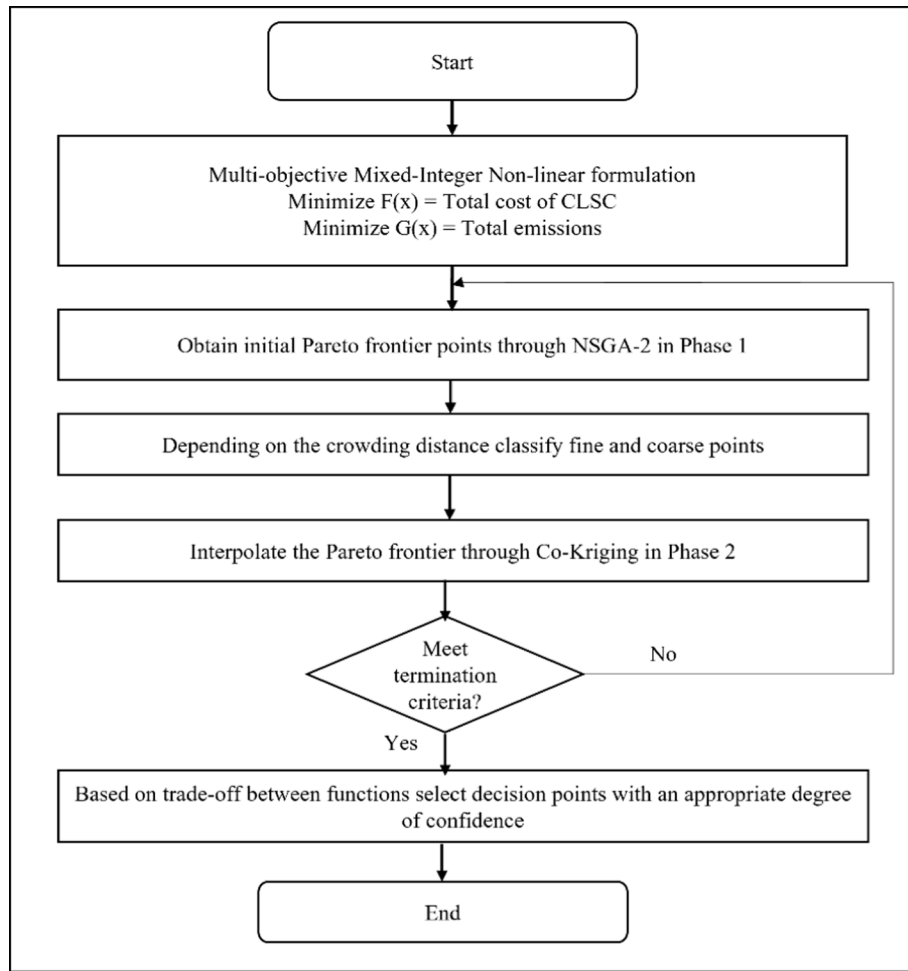 Start
Multi-objective Mixed-Integer Non-linear formulation
Minimize F(x) = Total cost of CLSC
Minimize G(x) = Total emissions
Obtain initial Pareto frontier points through NSGA-2 in Phase 1
Depending on the crowding distance classify fine and coarse points
Interpolate the Pareto frontier through Co-Kriging in Phase 2
Meet
termination
criteria?
No
Yes
Based on trade-off between functions select decision points with an appropriate degree
of confidence
End